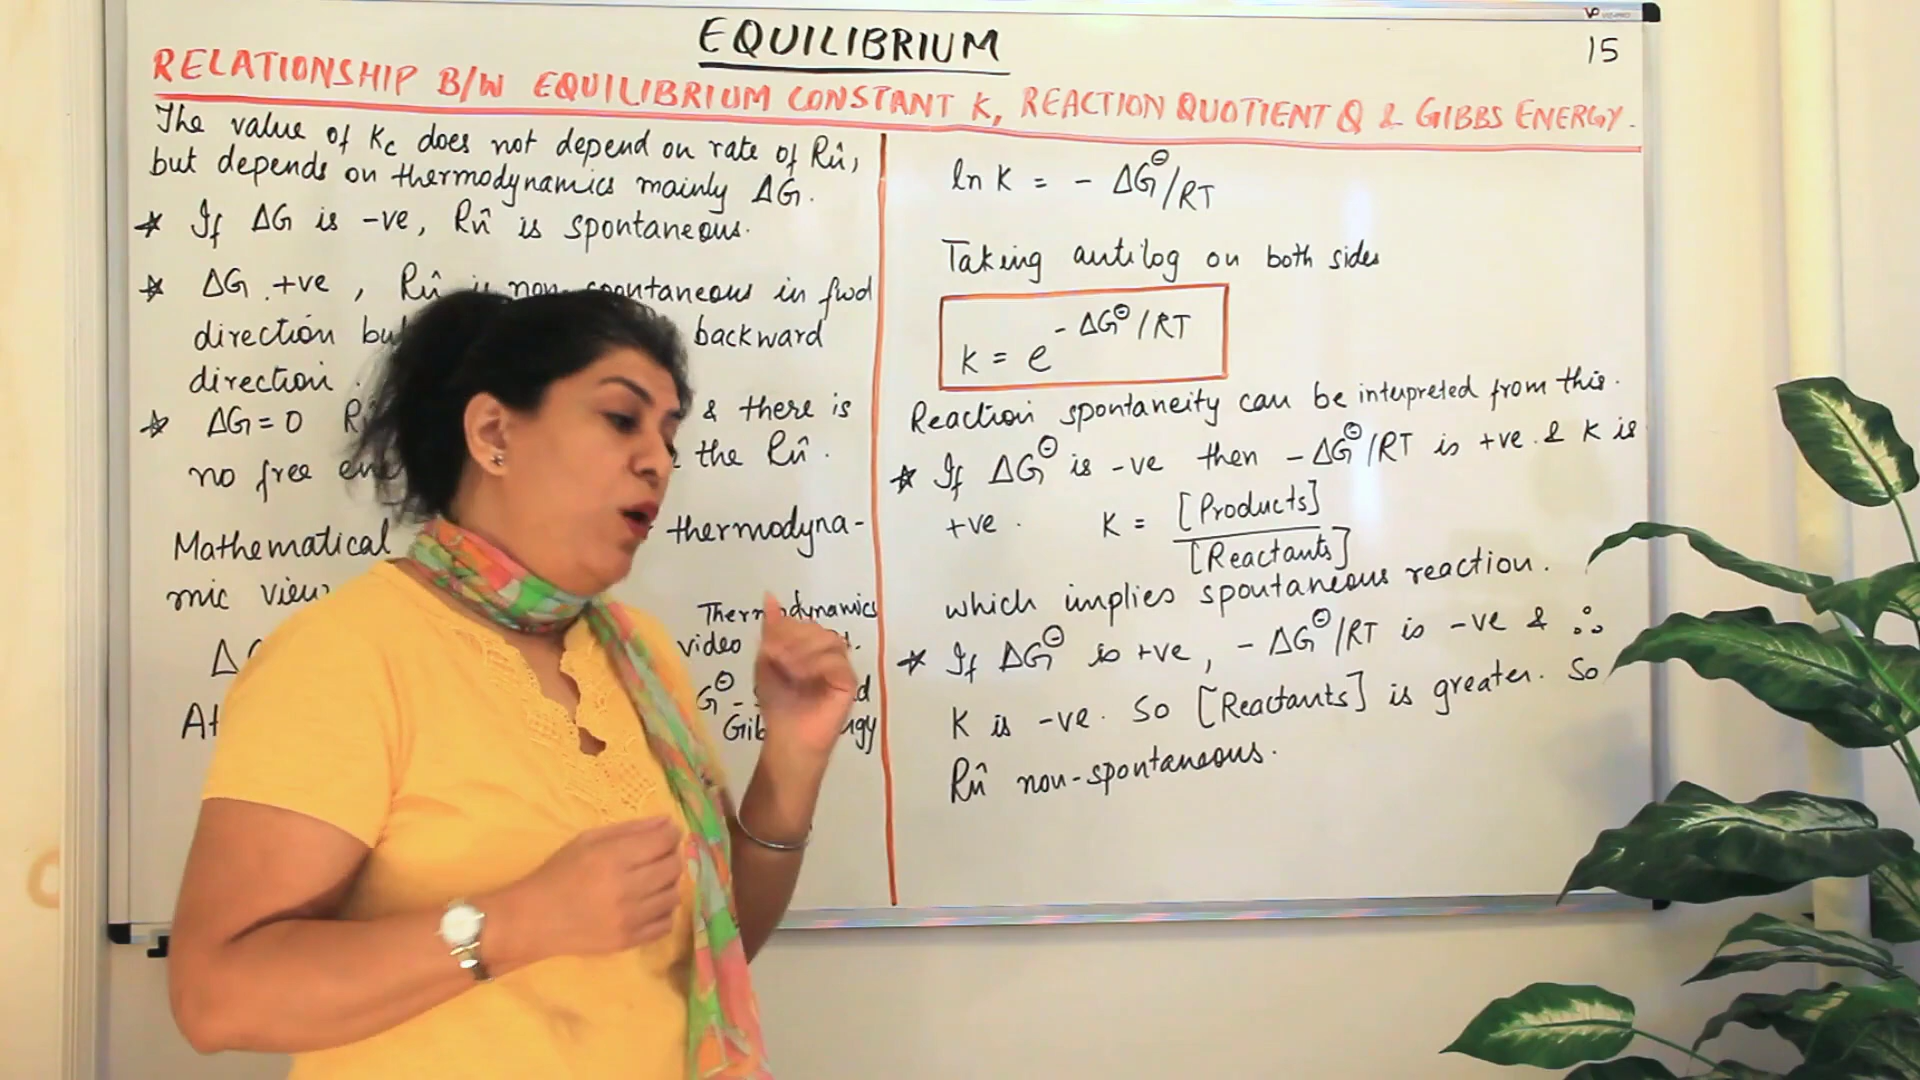 EQUILIBRIUM
15
RELATIONSHIP B/W EQUILIBRIUM CONSTANT K, REACTION QUOTIENT Q & GIBBS ENERGY.
The value of Kc does not depend on rate of Rn̂,
but depends on thermodynamics mainly ΔG.
* If ΔG is -ve, Rn̂ is spontaneous.
* ΔG +ve, Rn̂ is non-spontaneous in fwd
direction backward
direction.
* ΔG = 0 & there is
no free the Rn̂.
Mathematical thermodyna-
mic view
Thermodynamics
video
G⊖ -
ln K = - ΔG⊖/RT
Taking antilog on both sides
K = e - ΔG⊖/RT
Reaction spontaneity can be interpreted from this.
* If ΔG⊖ is -ve then -ΔG⊖/RT is +ve & K is
+ve. K = [Products]
[Reactants]
which implies spontaneous reaction.
* If ΔG⊖ is +ve, -ΔG⊖/RT is -ve & ∴
K is -ve. So [Reactants] is greater. So
Rn̂ non-spontaneous.